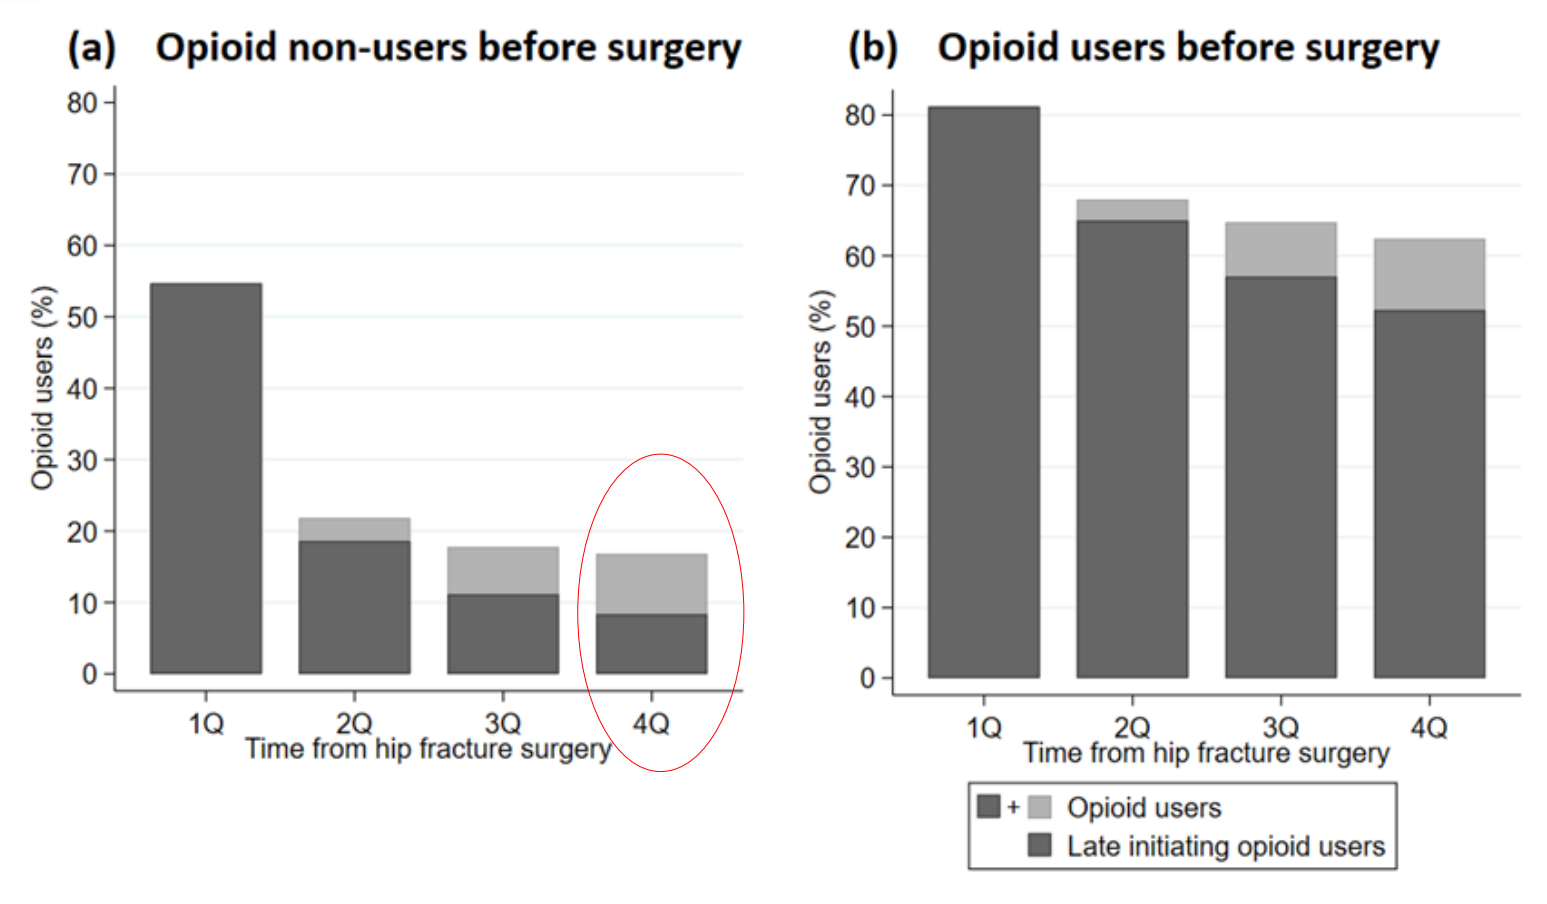 (a) Opioid non-users before surgery
80
70
60
50
40
30
20
10
0
Opioid users (%)
1Q 2Q 3Q 4Q
Time from hip fracture surgery
(b) Opioid users before surgery
80
70
60
50
40
30
20
10
0
Opioid users (%)
1Q 2Q 3Q 4Q
Time from hip fracture surgery
+ Opioid users
Late initiating opioid users